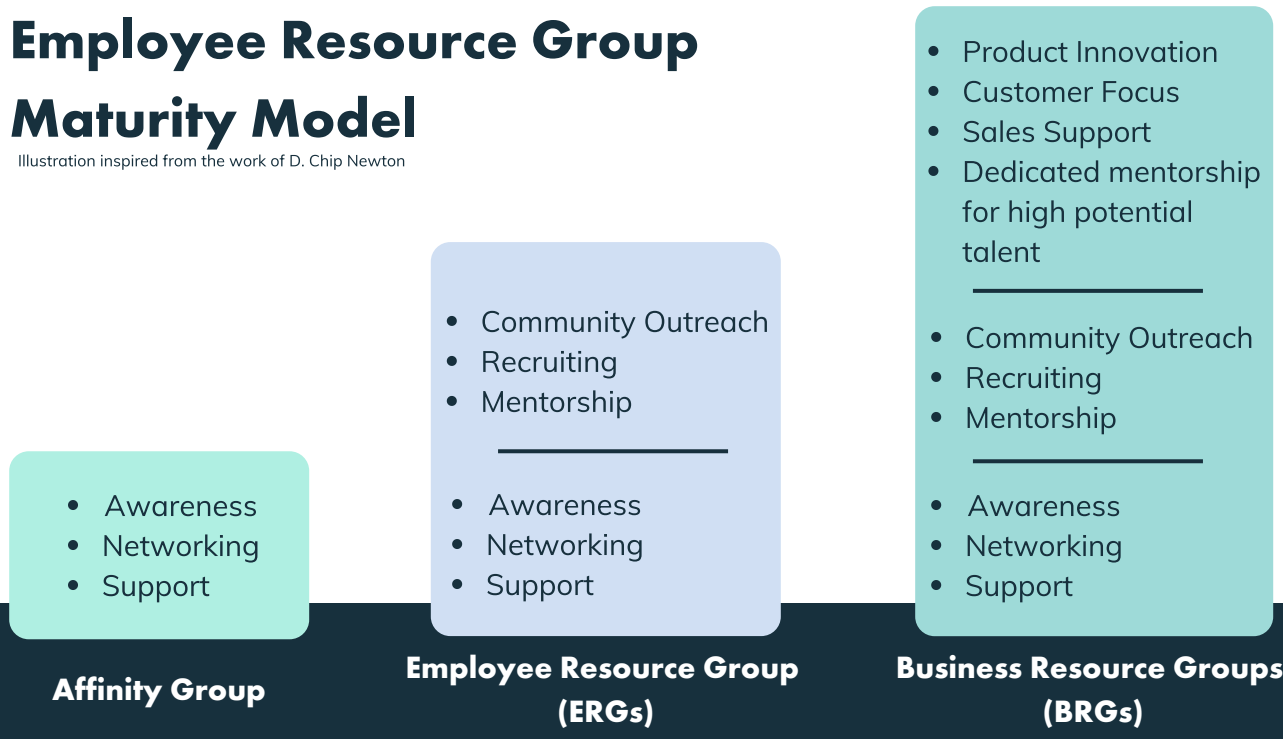 Employee Resource Group
Maturity Model
Illustration inspired from the work of D. Chip Newton
• Awareness
• Networking
• Support
Affinity Group
• Community Outreach
• Recruiting
• Mentorship
• Awareness
• Networking
• Support
Employee Resource Group
(ERGs)
• Product Innovation
• Customer Focus
• Sales Support
• Dedicated mentorship
for high potential
talent
• Community Outreach
• Recruiting
• Mentorship
• Awareness
• Networking
• Support
Business Resource Groups
(BRGs)